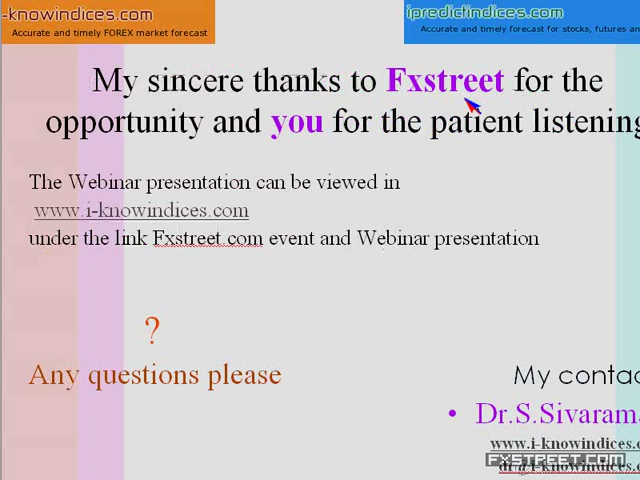 -knowindices.com
Accurate and timely FOREX market forecast
ipredictindices.com
Accurate and timely forecast for stocks, futures an
My sincere thanks to Fxstreet for the
opportunity and you for the patient listening
The Webinar presentation can be viewed in
www.i-knowindices.com
under the link Fxstreet.com event and Webinar presentation
?
Any questions please
My contac
• Dr.S.Sivarama
www.i-knowindices.c
FXSTREET.COM